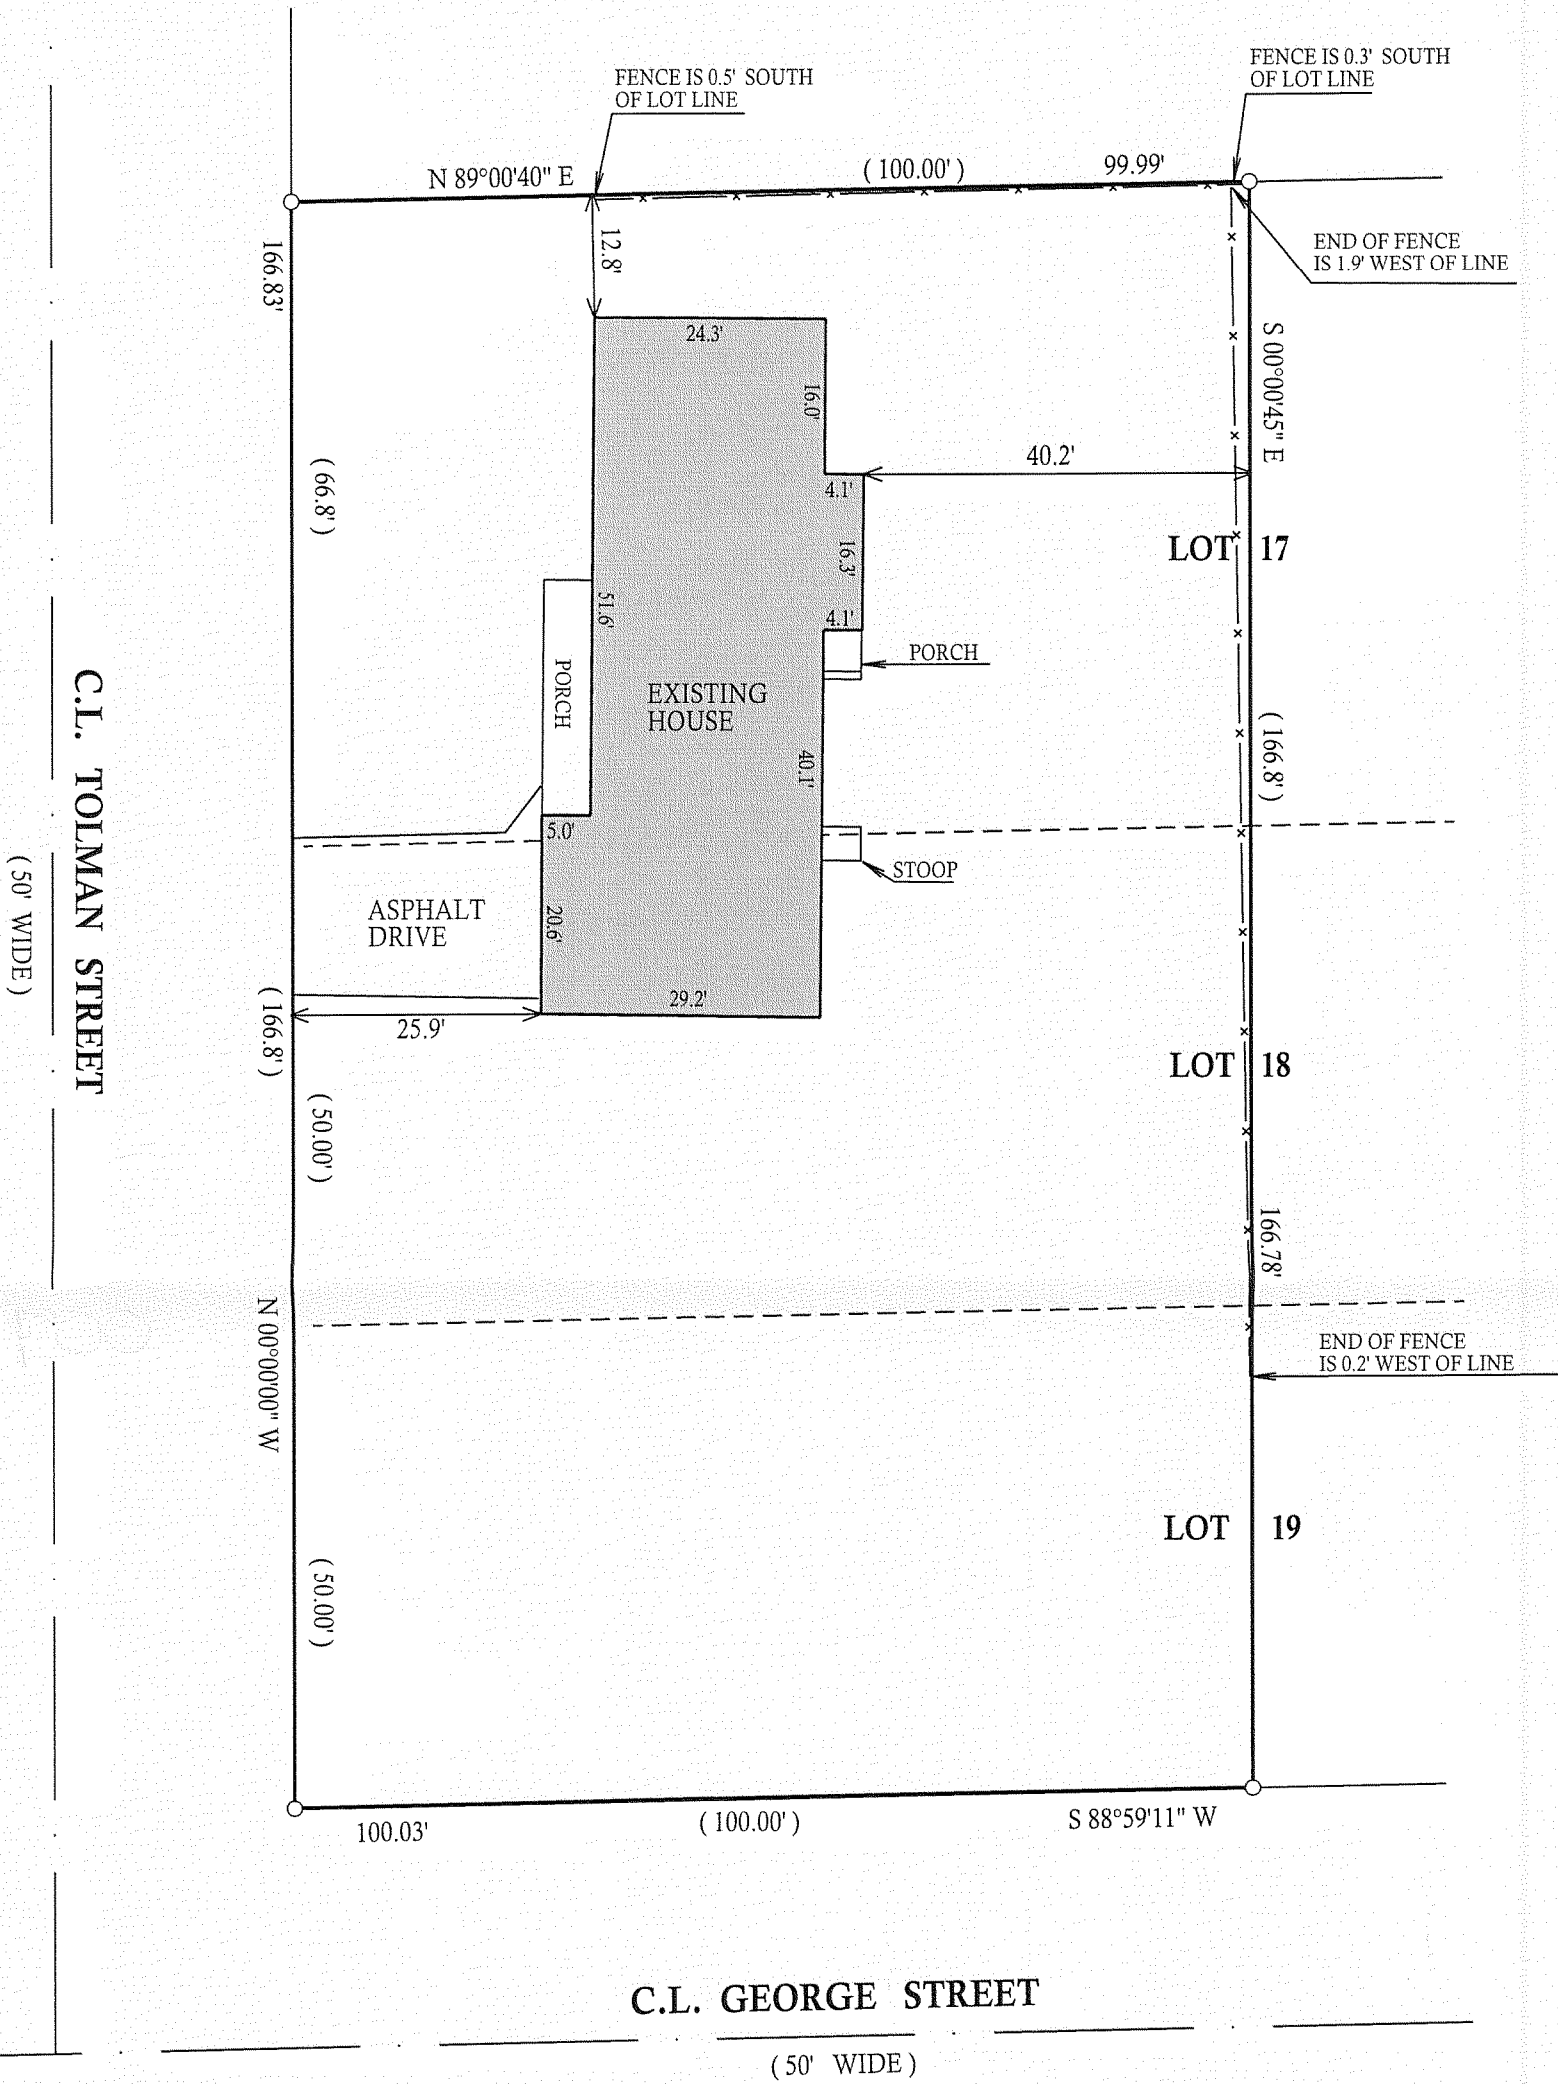 FENCE IS 0.3' SOUTH
OF LOT LINE
FENCE IS 0.5' SOUTH
OF LOT LINE
N 89°00'40" E
( 100.00' )
99.99'
END OF FENCE
IS 1.9' WEST OF LINE
166.83'
12.8'
24.3'
16.0'
S 00°00'45" E
40.2'
4.1'
( 66.8' )
16.3'
LOT 17
51.6'
4.1'
PORCH
PORCH
EXISTING
HOUSE
40.1'
( 166.8' )
C.L. TOLMAN STREET
( 50' WIDE )
5.0'
STOOP
ASPHALT
DRIVE
20.6'
29.2'
25.9'
( 166.8' )
LOT 18
( 50.00' )
166.78'
N 00°00'00" W
END OF FENCE
IS 0.2' WEST OF LINE
LOT 19
( 50.00' )
100.03'
( 100.00' )
S 88°59'11" W
C.L. GEORGE STREET
( 50' WIDE )